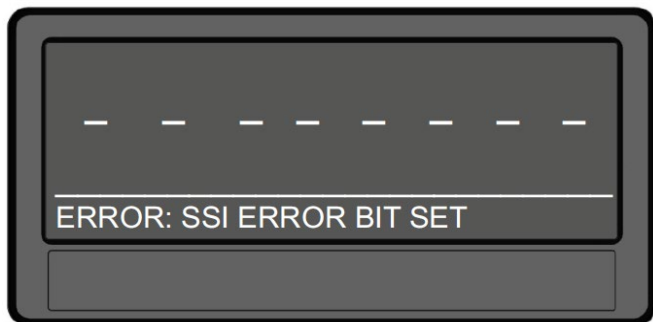 – – – – – – – –
ERROR: SSI ERROR BIT SET